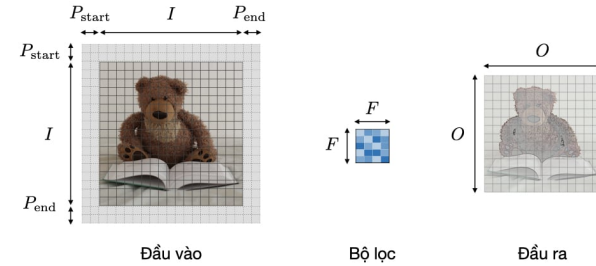 P_start I P_end
P_start
I
P_end
F
F
O
O
Đầu vào
Bộ lọc
Đầu ra